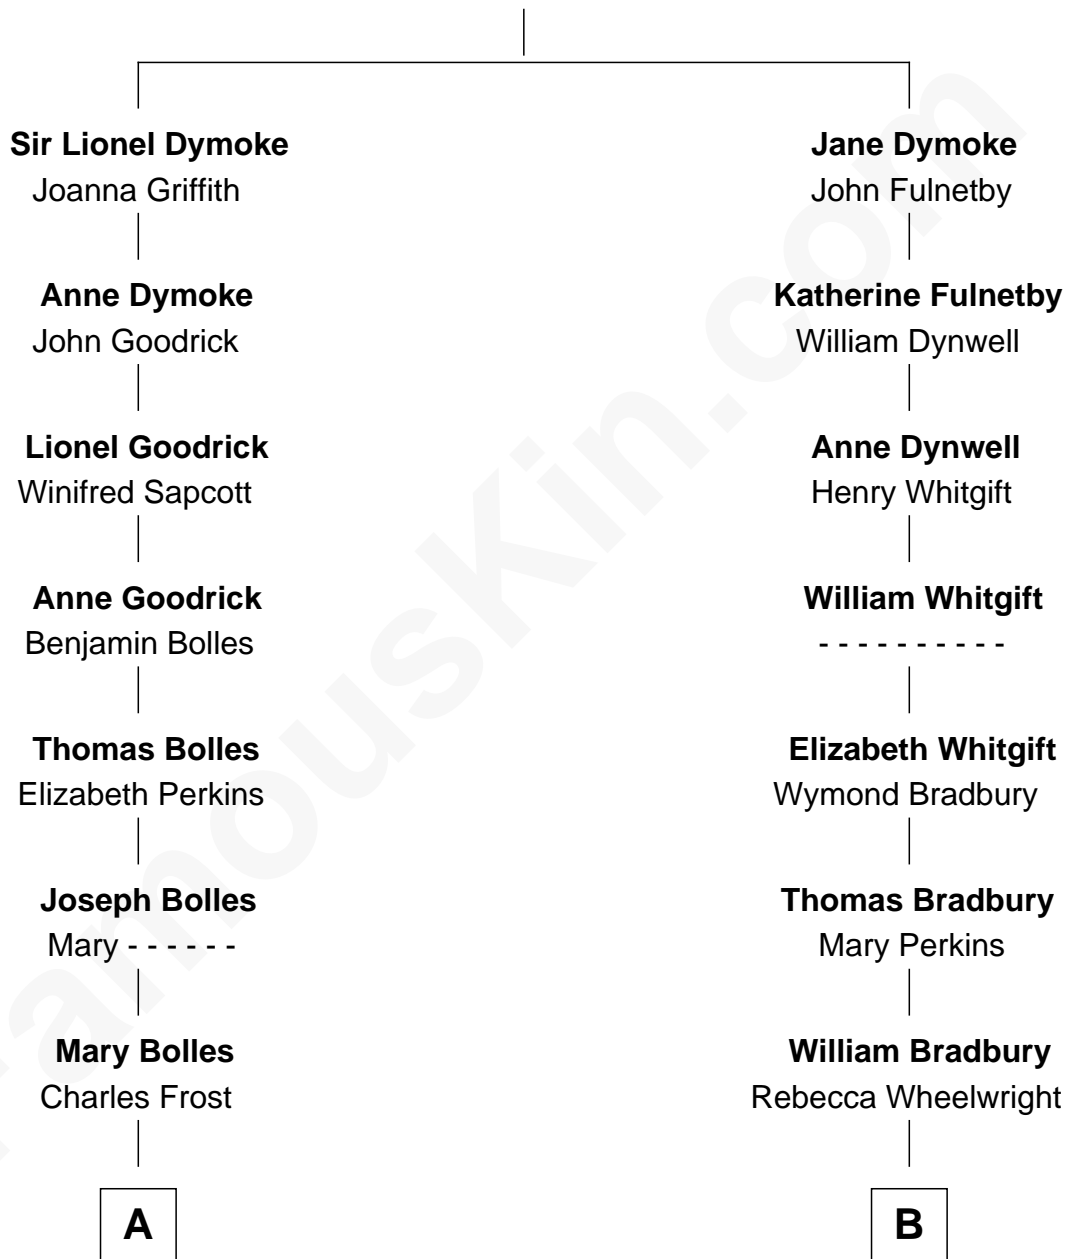 Sir Lionel Dymoke
Joanna Griffith
Anne Dymoke
John Goodrick
Lionel Goodrick
Winifred Sapcott
Anne Goodrick
Benjamin Bolles
Thomas Bolles
Elizabeth Perkins
Joseph Bolles
Mary - - - - - -
Mary Bolles
Charles Frost
A
Jane Dymoke
John Fulnetby
Katherine Fulnetby
William Dynwell
Anne Dynwell
Henry Whitgift
William Whitgift
- - - - - - - - - -
Elizabeth Whitgift
Wymond Bradbury
Thomas Bradbury
Mary Perkins
William Bradbury
Rebecca Wheelwright
B
FamousKin.com